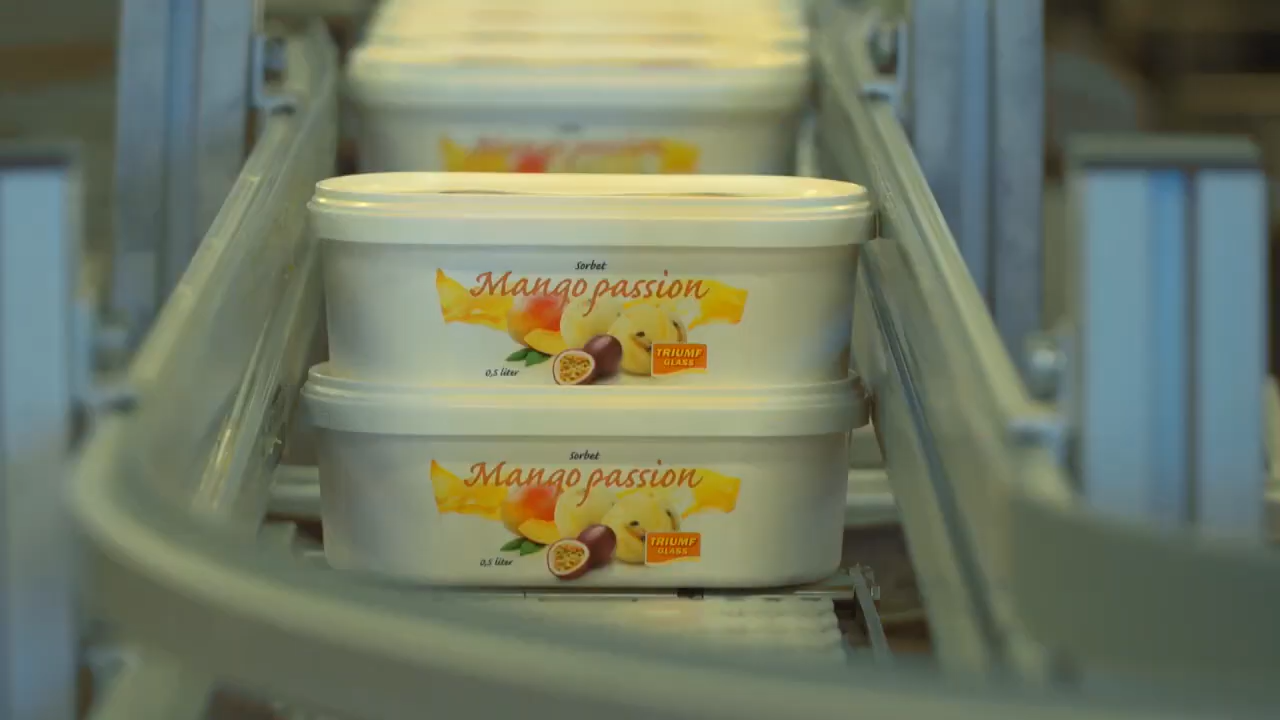 Sorbet
Mango passion
TRIUMF
GLASS
0,5 liter
Sorbet
Mango passion
TRIUMF
GLASS
0,5 liter